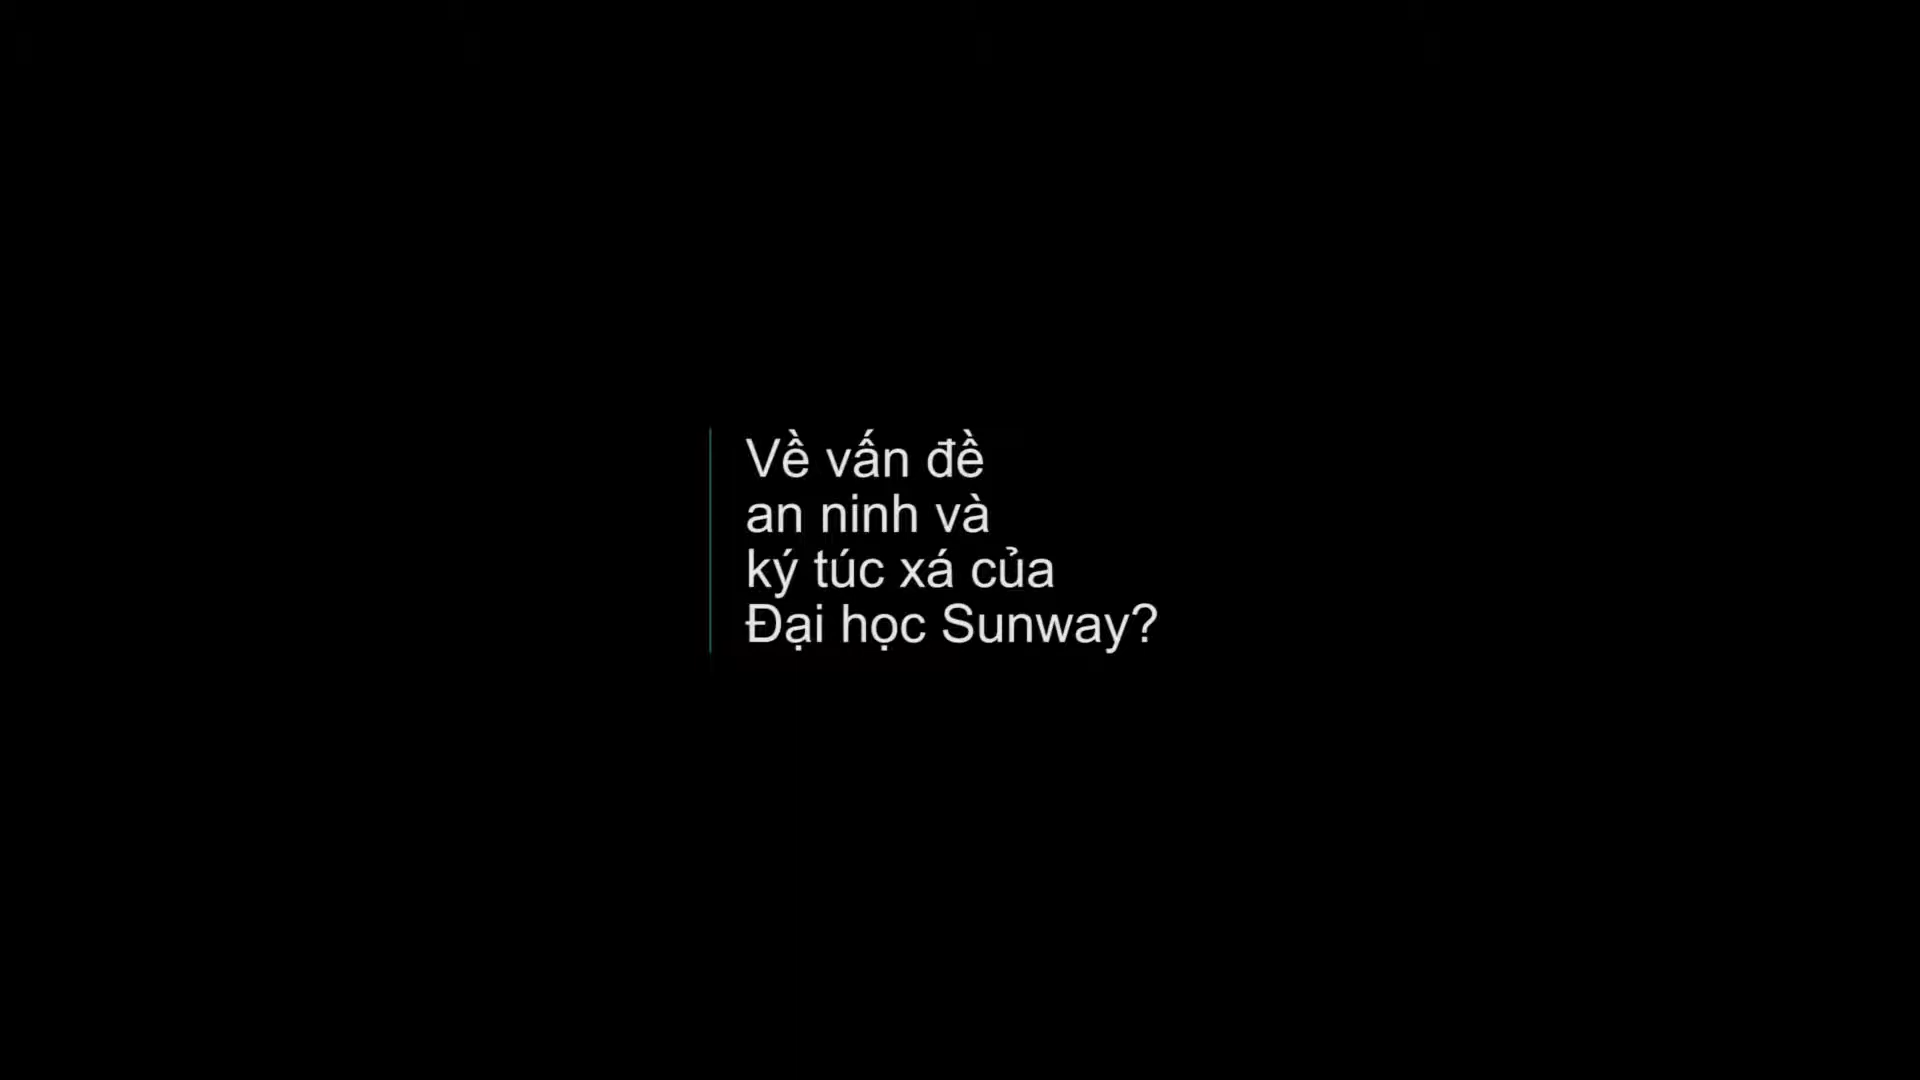 Về vấn đề
an ninh và
ký túc xá của
Đại học Sunway?